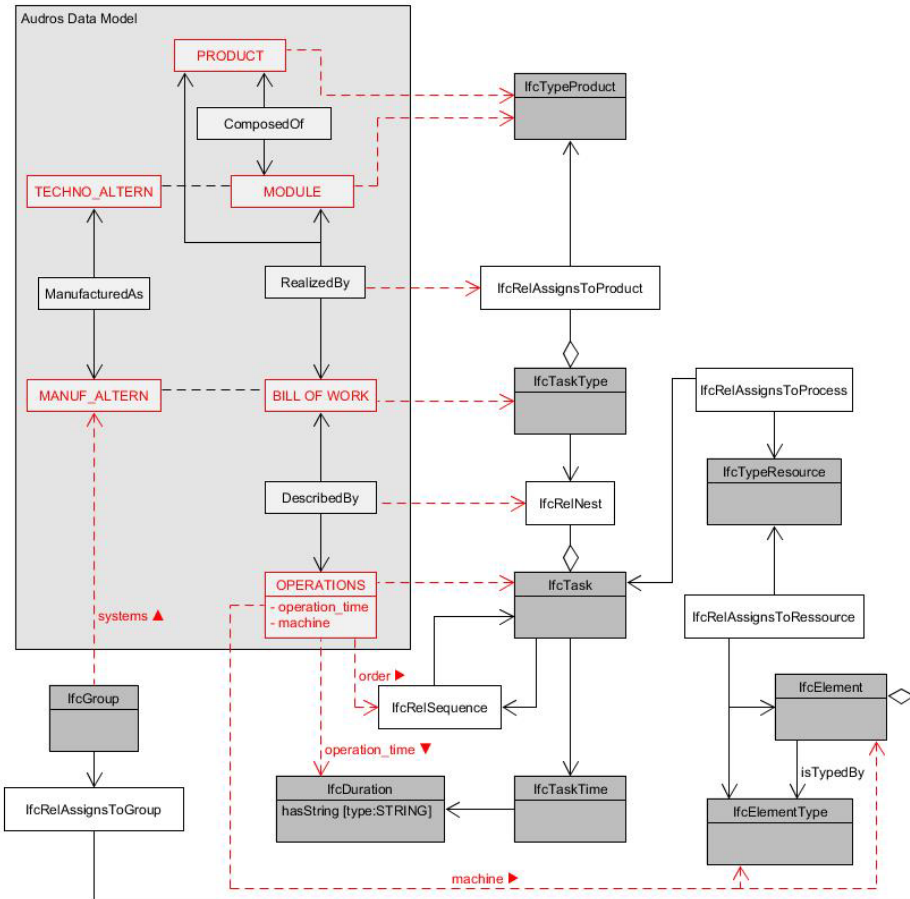 Audros Data Model
PRODUCT
IfcTypeProduct
ComposedOf
TECHNO_ALTERN
MODULE
ManufacturedAs
RealizedBy
IfcRelAssignsToProduct
MANUF_ALTERN
BILL OF WORK
IfcTaskType
IfcRelAssignsToProcess
IfcTypeResource
DescribedBy
IfcRelNest
OPERATIONS
- operation_time
- machine
IfcTask
systems ▲
IfcRelAssignsToRessource
order ▶
IfcGroup
IfcRelSequence
IfcElement
operation_time ▼
isTypedBy
IfcDuration
hasString [type:STRING]
IfcTaskTime
IfcRelAssignsToGroup
IfcElementType
machine ▶